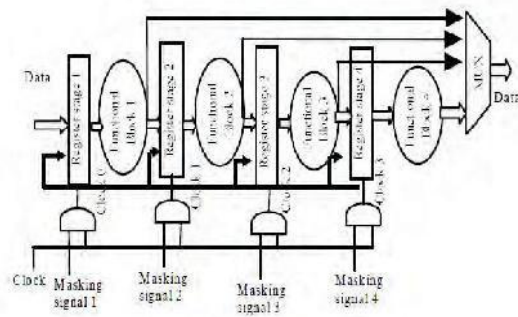 Data
Register stage 1
Functional
Block 1
Register stage 2
Functional
Block 2
Register stage 3
Functional
Block 3
Register stage 4
Functional
Block 4
MUX
Data
Clock 0
Clock 1
Clock 2
Clock 3
Clock
Masking
signal 1
Masking
signal 2
Masking
signal 3
Masking
signal 4